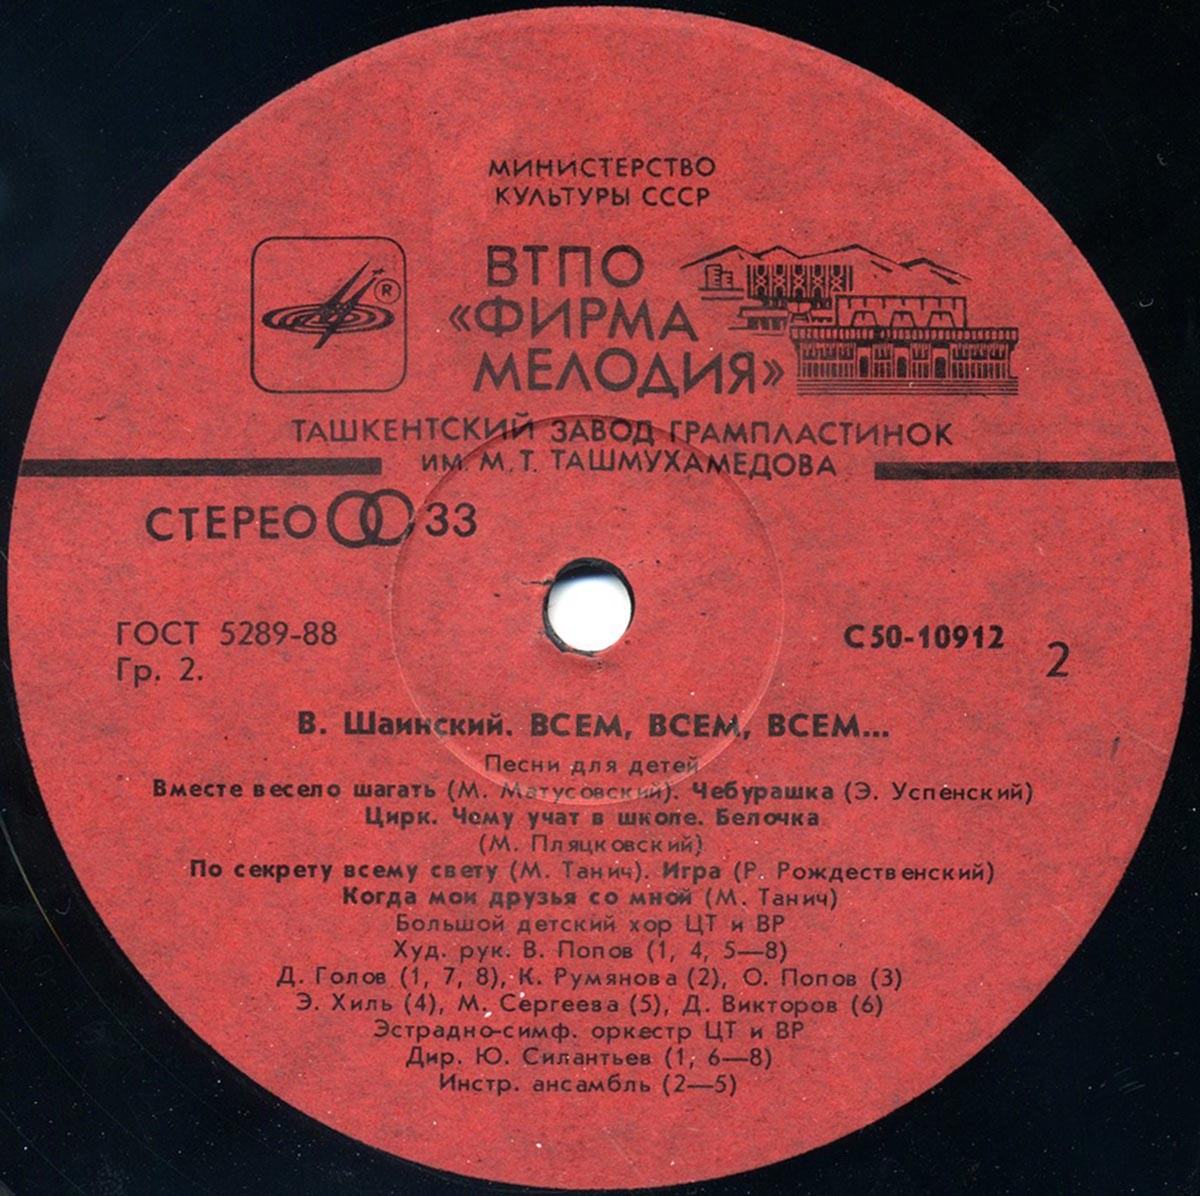 МИНИСТЕРСТВО
КУЛЬТУРЫ СССР
ВТПО
«ФИРМА
МЕЛОДИЯ»
®
ТАШКЕНТСКИЙ ЗАВОД ГРАМПЛАСТИНОК
ИМ. М. Т. ТАШМУХАМЕДОВА
СТЕРЕО 33
ГОСТ 5289-88
Гр. 2.
С50-10912
2
В. Шаинский. ВСЕМ, ВСЕМ, ВСЕМ...
Песни для детей
Вместе весело шагать (М. Матусовский). Чебурашка (Э. Успенский)
Цирк. Чему учат в школе. Белочка
(М. Пляцковский)
По секрету всему свету (М. Танич). Игра (Р. Рождественский)
Когда мои друзья со мной (М. Танич)
Большой детский хор ЦТ и ВР
Худ. рук. В. Попов (1, 4, 5—8)
Д. Голов (1, 7, 8), К. Румянова (2), О. Попов (3)
Э. Хиль (4), М. Сергеева (5), Д. Викторов (6)
Эстрадно-симф. оркестр ЦТ и ВР
Дир. Ю. Силантьев (1, 6—8)
Инстр. ансамбль (2—5)